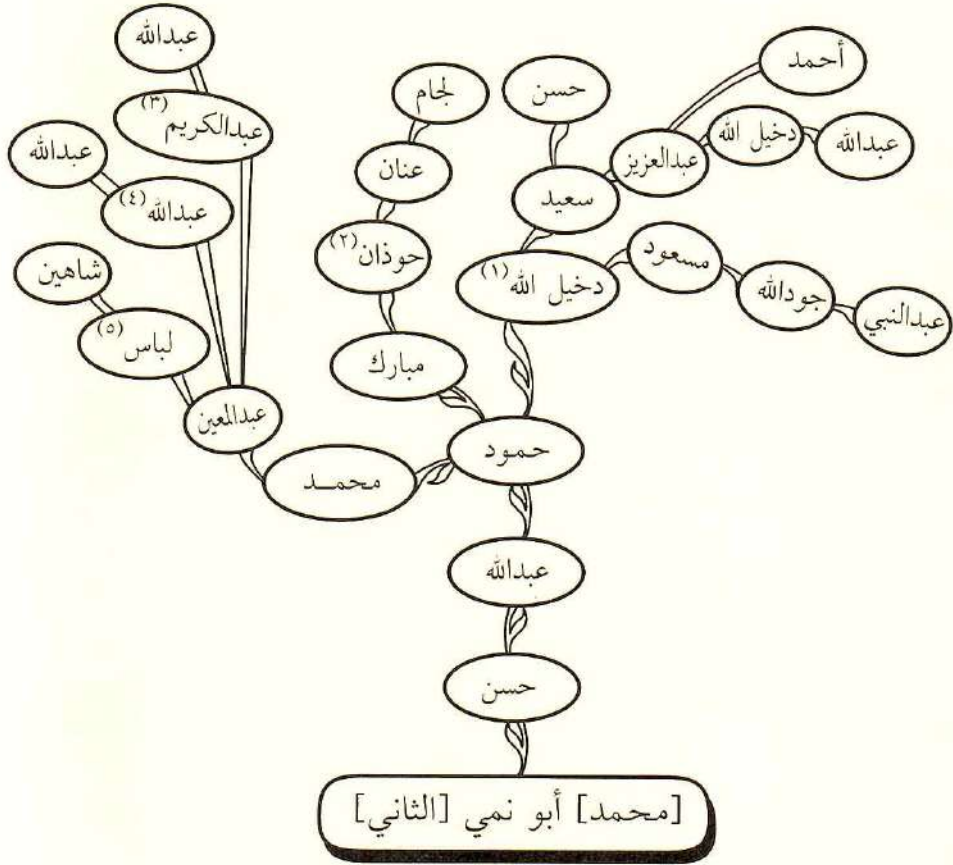 عبدالله
أحمد
حسن
لجام
عبدالكريم (٣)
عبدالله
دخيل الله
عبدالعزيز
عبدالله
عنان
سعيد
عبدالله (٤)
حوذان (٢)
مسعود
دخيل الله (١)
شاهين
جودالله
عبدالنبي
لباس (٥)
مبارك
عبدالمعين
حمود
محمـد
عبدالله
حسن
[محمد] أبو نمي [الثاني]